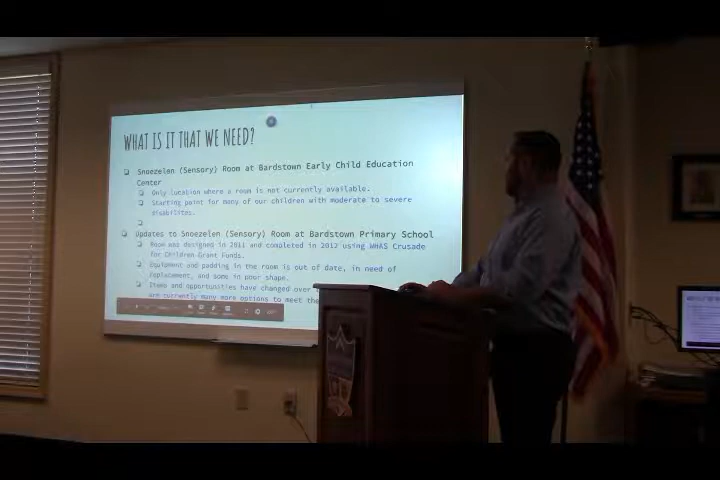 WHAT IS IT THAT WE NEED?
Snoezelen (Sensory) Room at Bardstown Early Child Education
Center
Only location where a room is not currently available.
Starting point for many of our children with moderate to severe
disabilites.
Updates to Snoezelen (Sensory) Room at Bardstown Primary School
Room was designed in 2011 and completed in 2012 using WHAS Crusade
for Children Grant Funds.
Equipment and padding in the room is out of date, in need of
replacement, and some in poor shape.
Items and opportunities have changed over
are currently many more options to meet the